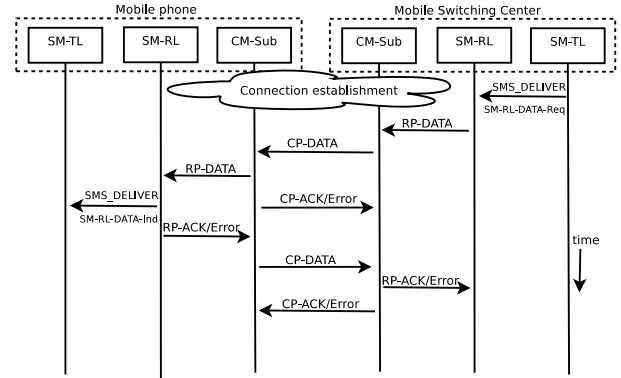 Mobile phone
Mobile Switching Center
SM-TL
SM-RL
CM-Sub
CM-Sub
SM-RL
SM-TL
Connection establishment
SMS_DELIVER
SM-RL-DATA-Req
RP-DATA
CP-DATA
RP-DATA
SMS_DELIVER
SM-RL-DATA-Ind
CP-ACK/Error
RP-ACK/Error
time
CP-DATA
RP-ACK/Error
CP-ACK/Error